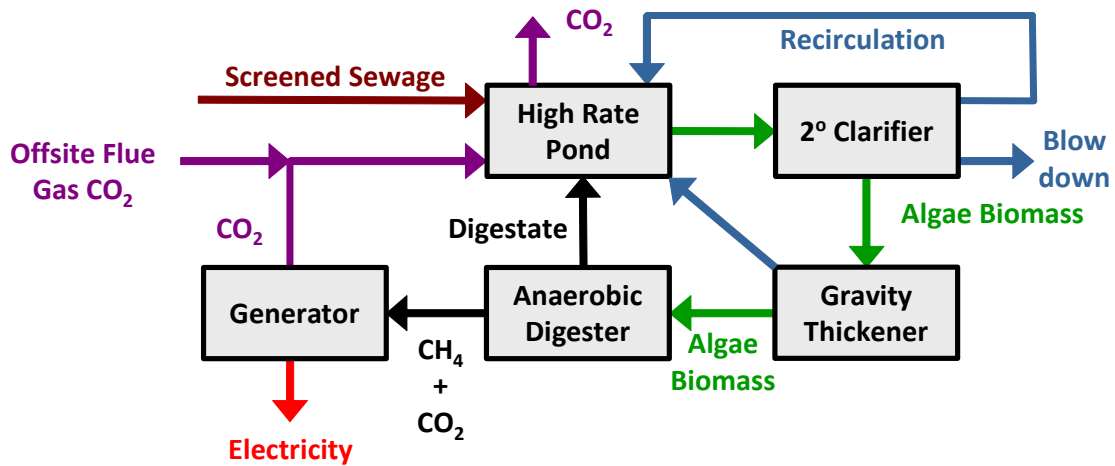 CO₂
Recirculation
Screened Sewage
High Rate
Pond
2º Clarifier
Offsite Flue
Gas CO₂
Blow
down
CO₂
Digestate
Algae Biomass
Generator
Anaerobic
Digester
Gravity
Thickener
CH₄
+
CO₂
Algae
Biomass
Electricity